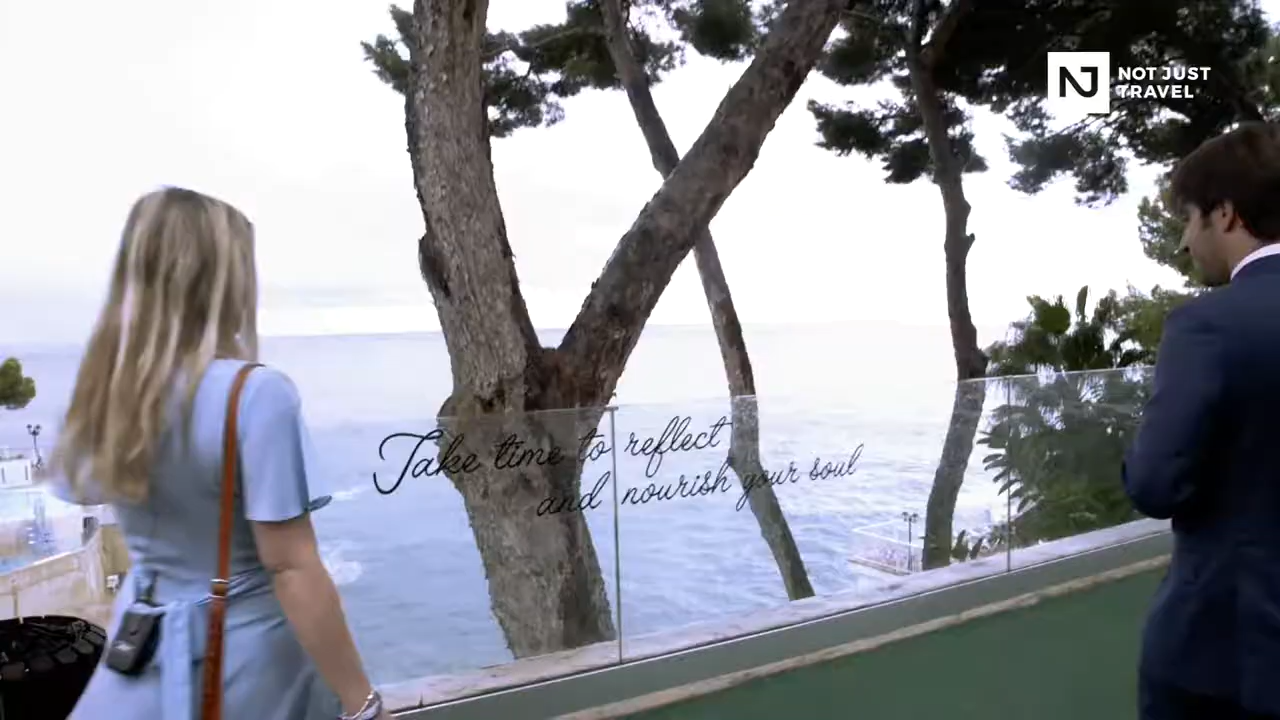 NJ
NOT JUST
TRAVEL
Take time to reflect
and nourish your soul